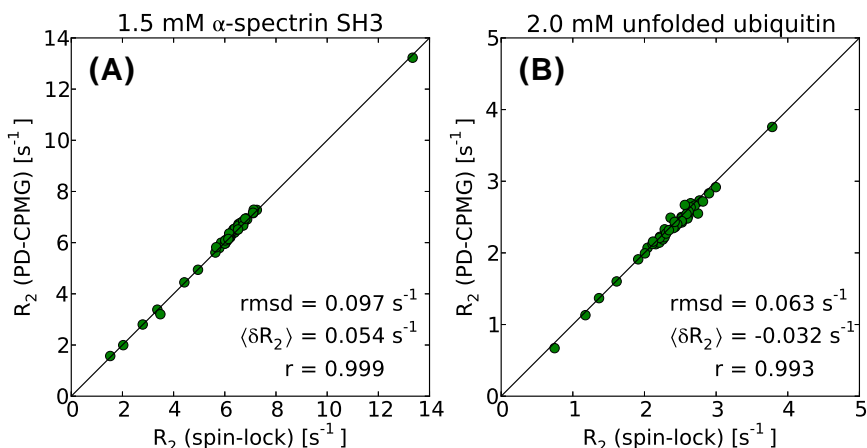 1.5 mM α-spectrin SH3
(A)
R₂ (PD-CPMG) [s⁻¹ ]
14
12
10
8
6
4
2
0
rmsd = 0.097 s⁻¹
⟨δR₂⟩ = 0.054 s⁻¹
r = 0.999
0 2 4 6 8 10 12 14
R₂ (spin-lock) [s⁻¹ ]
2.0 mM unfolded ubiquitin
(B)
R₂ (PD-CPMG) [s⁻¹ ]
5
4
3
2
1
0
rmsd = 0.063 s⁻¹
⟨δR₂⟩ = -0.032 s⁻¹
r = 0.993
0 1 2 3 4 5
R₂ (spin-lock) [s⁻¹ ]